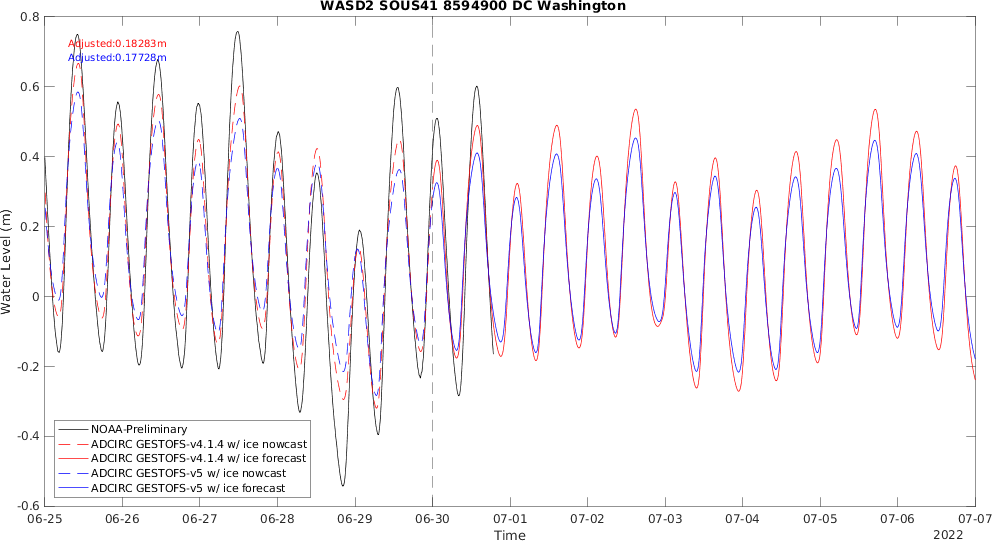 WASD2 SOUS41 8594900 DC Washington
0.8
0.6
0.4
0.2
0
-0.2
-0.4
-0.6
Water Level (m)
Adjusted:0.18283m
Adjusted:0.17728m
NOAA-Preliminary
ADCIRC GESTOFS-v4.1.4 w/ ice nowcast
ADCIRC GESTOFS-v4.1.4 w/ ice forecast
ADCIRC GESTOFS-v5 w/ ice nowcast
ADCIRC GESTOFS-v5 w/ ice forecast
06-25 06-26 06-27 06-28 06-29 06-30 07-01 07-02 07-03 07-04 07-05 07-06 07-07
Time
2022